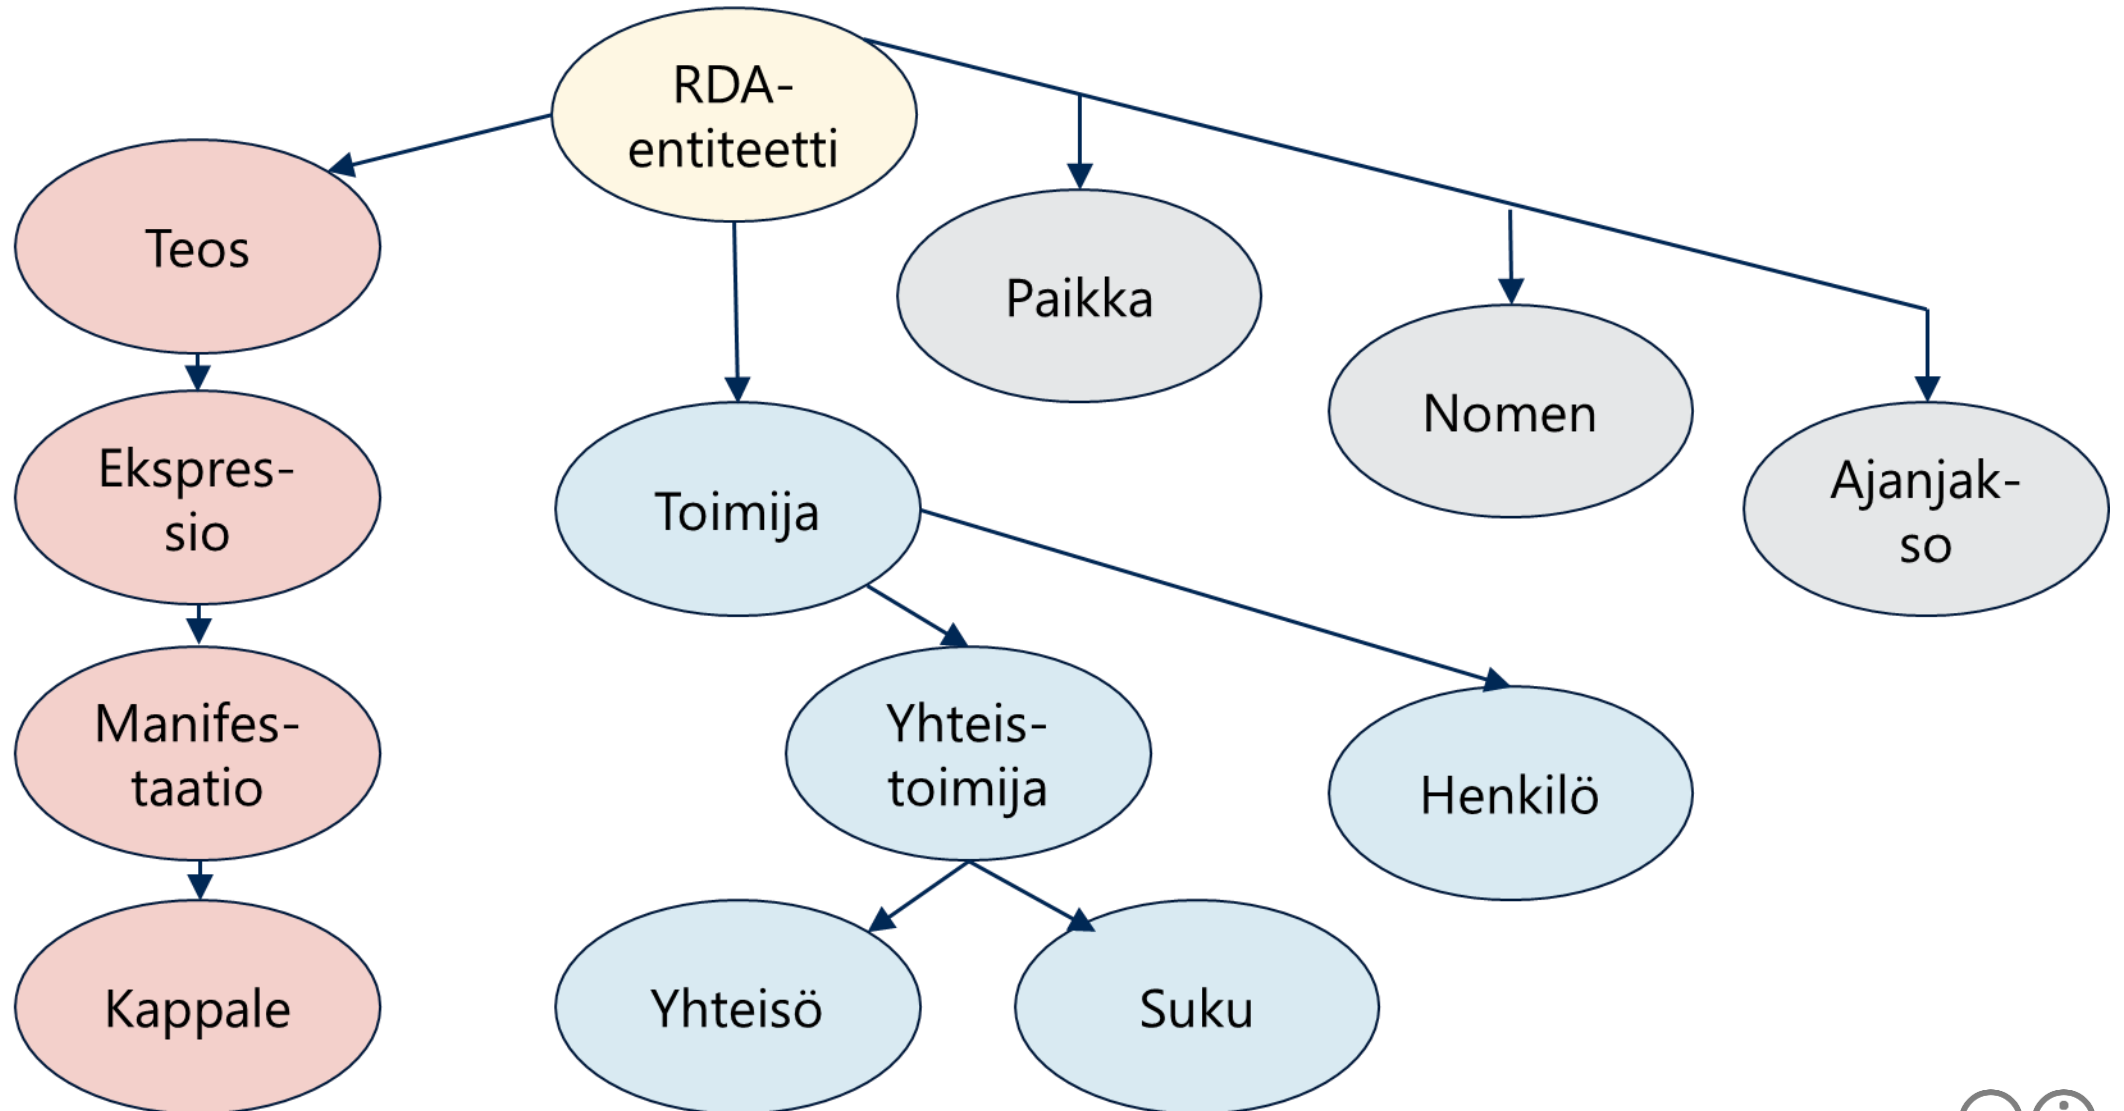 RDA-
entiteetti
Teos
Paikka
Nomen
Ekspres-
sio
Toimija
Ajanjak-
so
Manifes-
taatio
Yhteis-
toimija
Henkilö
Kappale
Yhteisö
Suku